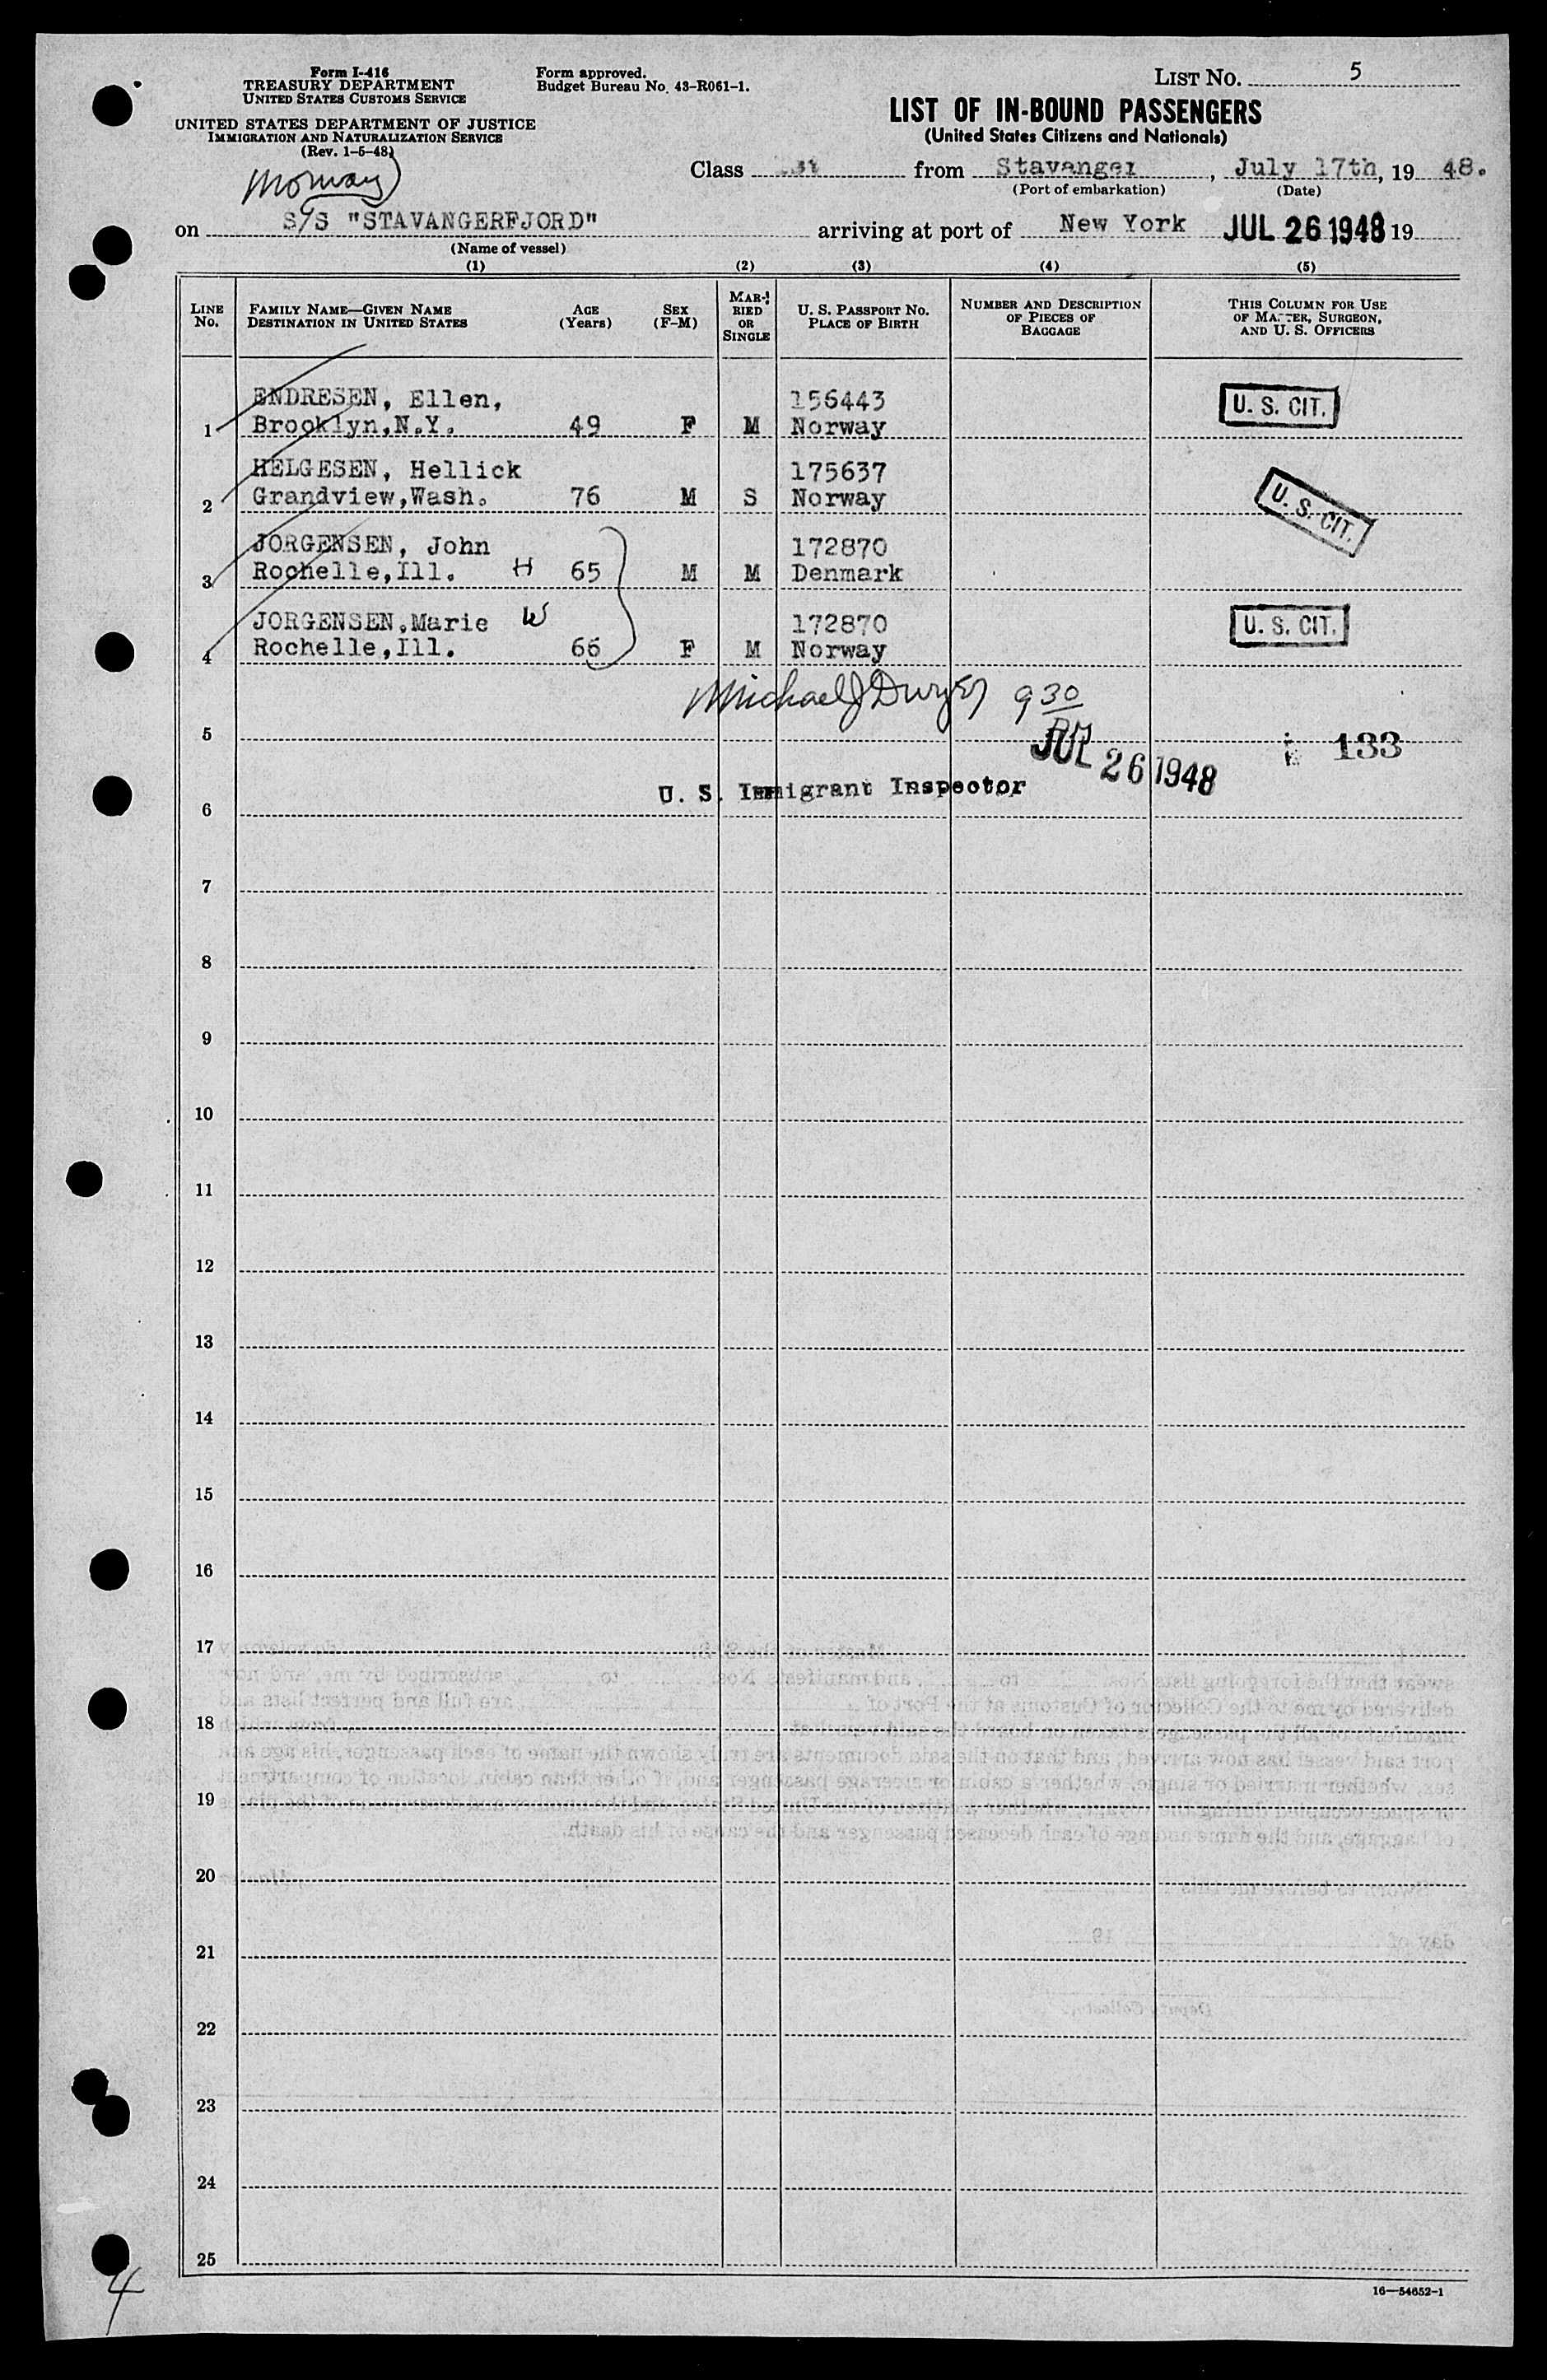 Form I-416
TREASURY DEPARTMENT
UNITED STATES CUSTOMS SERVICE
UNITED STATES DEPARTMENT OF JUSTICE
IMMIGRATION AND NATURALIZATION SERVICE
(Rev. 1-5-48)
Norway
Form approved.
Budget Bureau No. 43-R061-1.
LIST NO. 5
LIST OF IN-BOUND PASSENGERS
(United States Citizens and Nationals)
Class 1st from Stavanger, July 17th, 19 48.
(Port of embarkation) (Date)
on S/S "STAVANGERFJORD" arriving at port of New York JUL 26 1948 19
(Name of vessel)
(1) (2) (3) (4) (5)
LINE No. FAMILY NAME—GIVEN NAME DESTINATION IN UNITED STATES AGE (Years) SEX (F-M) MARRIED OR SINGLE U. S. PASSPORT NO. PLACE OF BIRTH NUMBER AND DESCRIPTION OF PIECES OF BAGGAGE THIS COLUMN FOR USE OF MASTER, SURGEON, AND U. S. OFFICERS
ENDRESEN, Ellen, 156443 U. S. CIT.
1 Brooklyn,N.Y. 49 F M Norway
HELGESEN, Hellick 175637 U. S. CIT.
2 Grandview,Wash. 76 M S Norway
JORGENSEN, John 172870
3 Rochelle,Ill. H 65 M M Denmark
JORGENSEN,Marie W 172870 U. S. CIT.
4 Rochelle,Ill. 66 F M Norway
Michael J Dwyer 930
5 PM 133
JUL 26 1948
6 U. S. Immigrant Inspector
7
8
9
10
11
12
13
14
15
16
17
18
19
20
21
22
23
24
25
16—54652-1
4